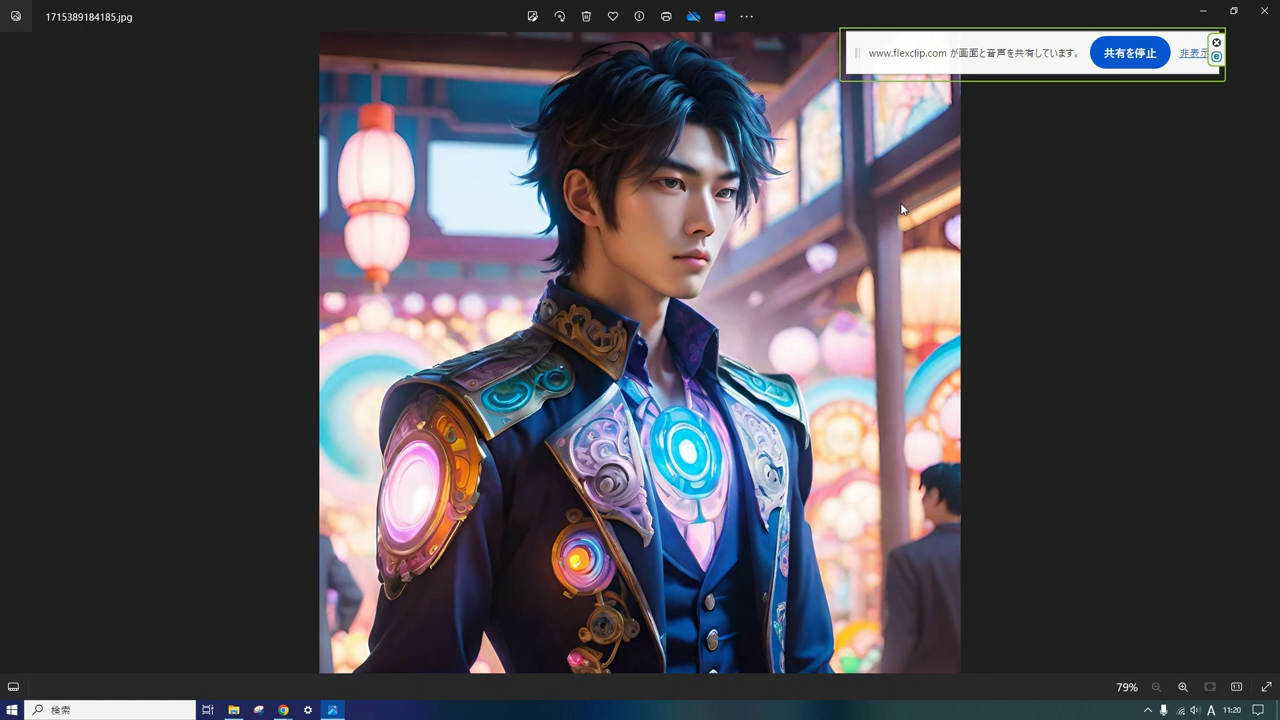 1715389184185.jpg
www.flexclip.com が画面と音声を共有しています。 共有を停止 非表示
79%
検索
A 11:20